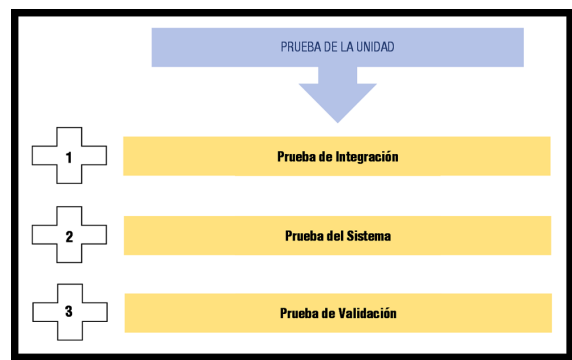 PRUEBA DE LA UNIDAD
1 Prueba de Integración
2 Prueba del Sistema
3 Prueba de Validación